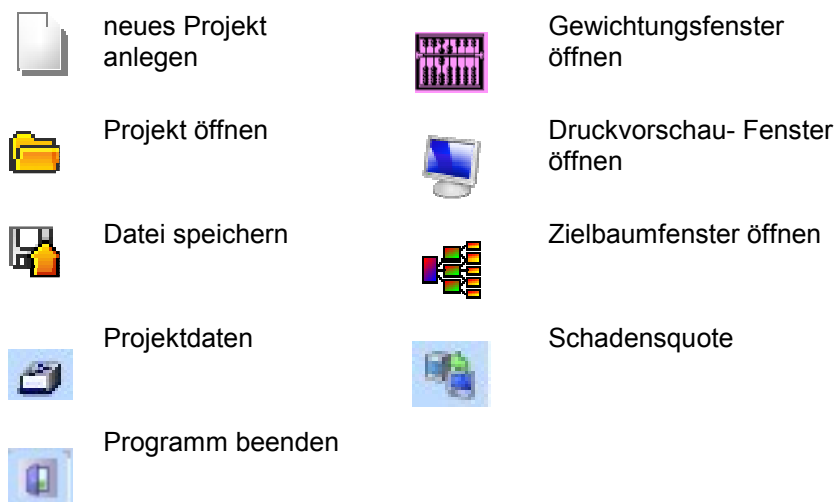 neues Projekt
anlegen
Gewichtungsfenster
öffnen
Projekt öffnen
Druckvorschau- Fenster
öffnen
Datei speichern
Zielbaumfenster öffnen
Projektdaten
Schadensquote
Programm beenden